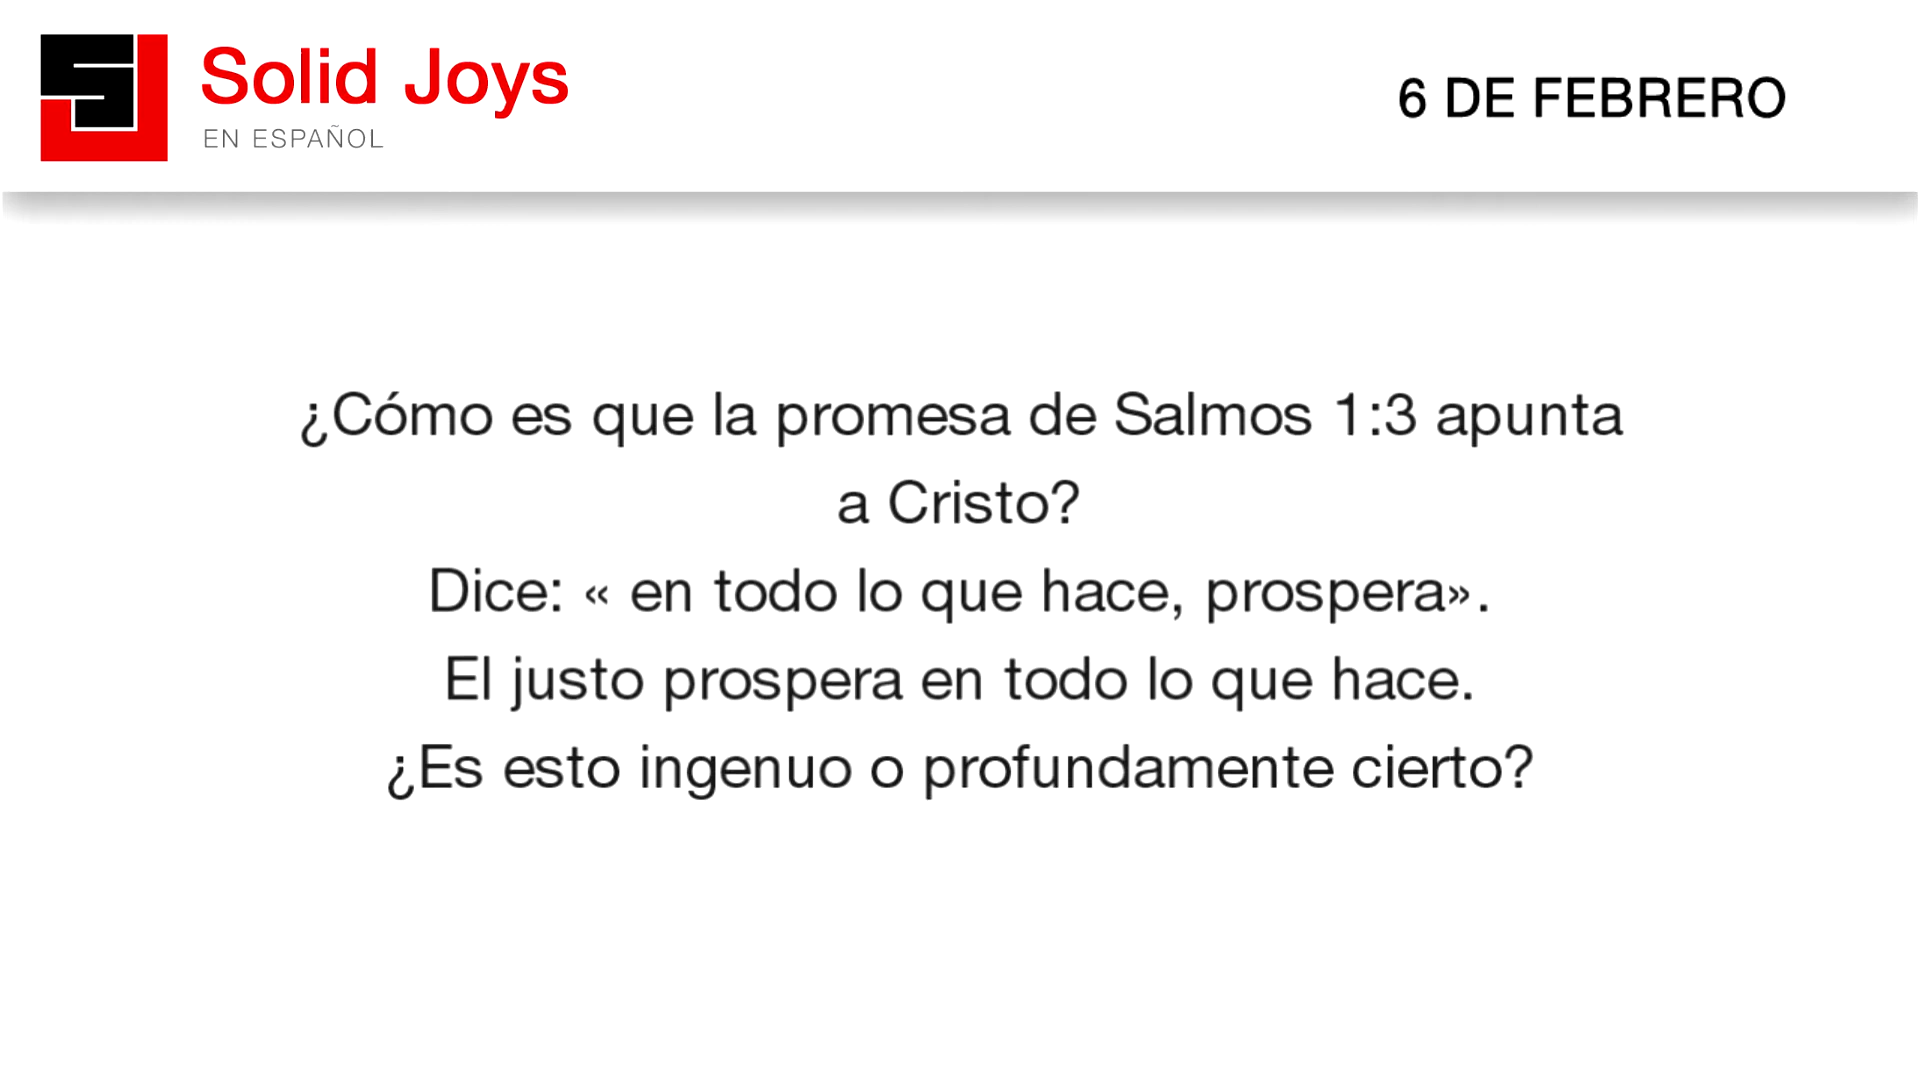 Solid Joys
EN ESPAÑOL
6 DE FEBRERO
¿Cómo es que la promesa de Salmos 1:3 apunta
a Cristo?
Dice: « en todo lo que hace, prospera».
El justo prospera en todo lo que hace.
¿Es esto ingenuo o profundamente cierto?